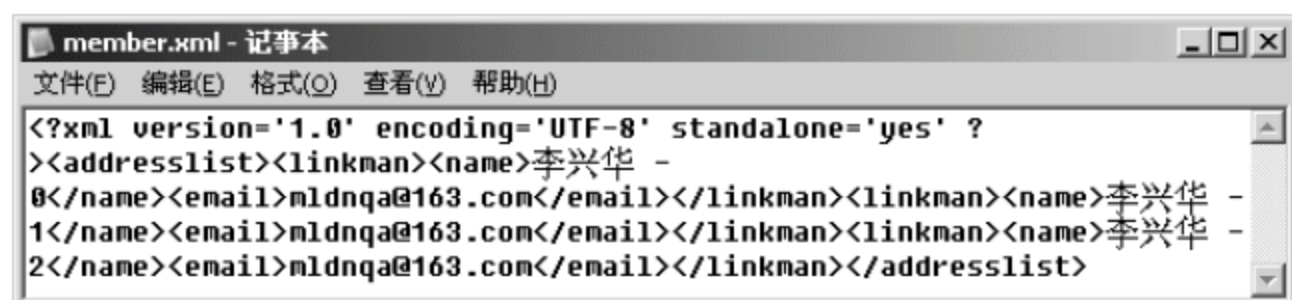 member.xml - 记事本
文件(F) 编辑(E) 格式(O) 查看(V) 帮助(H)
<?xml version='1.0' encoding='UTF-8' standalone='yes' ?
><addresslist><linkman><name>李兴华 -
0</name><email>mldnqa@163.com</email></linkman><linkman><name>李兴华 -
1</name><email>mldnqa@163.com</email></linkman><linkman><name>李兴华 -
2</name><email>mldnqa@163.com</email></linkman></addresslist>